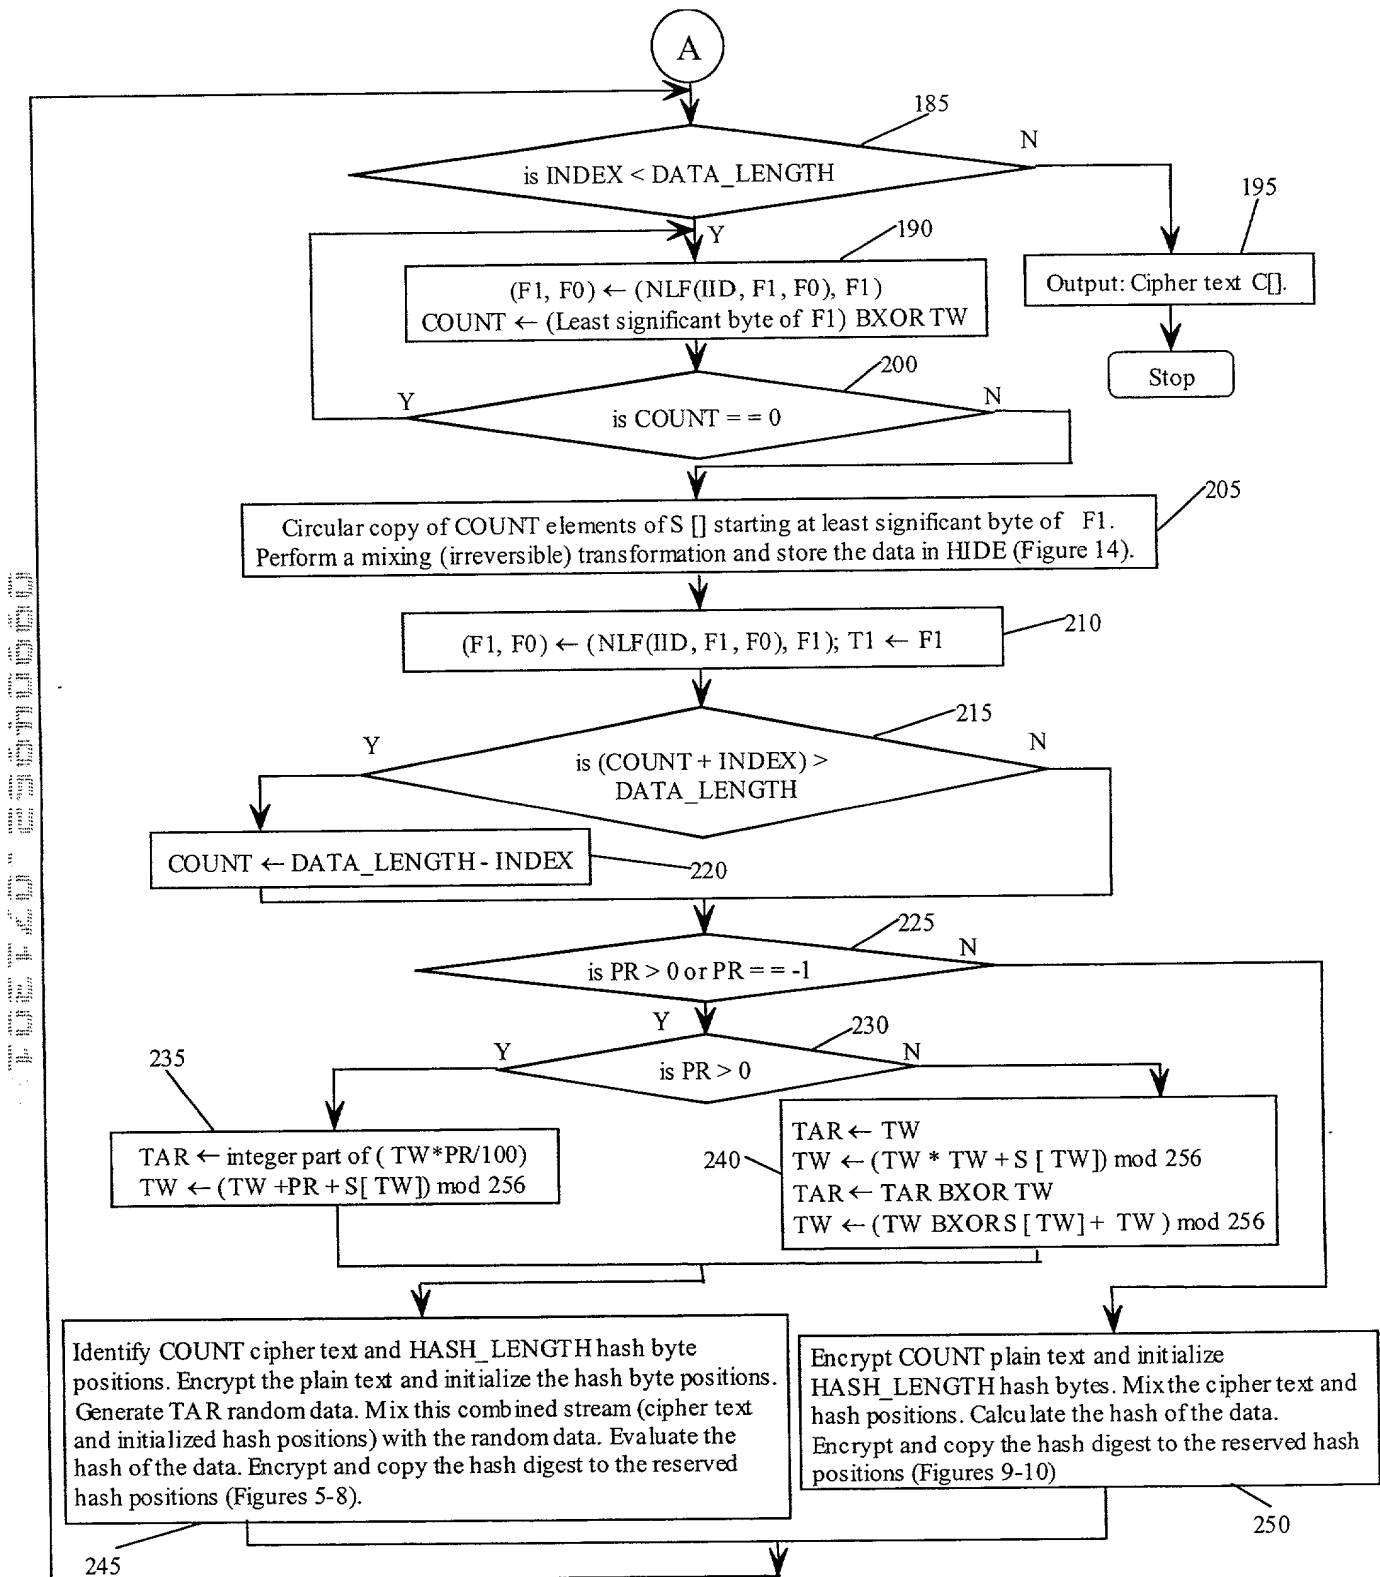 A
185
N
is INDEX < DATA_LENGTH
195
Y
190
(F1, F0) ← (NLF(IID, F1, F0), F1)
COUNT ← (Least significant byte of F1) BXOR TW
Output: Cipher text C[].
200
Stop
Y
N
is COUNT = = 0
205
Circular copy of COUNT elements of S [] starting at least significant byte of F1.
Perform a mixing (irreversible) transformation and store the data in HIDE (Figure 14).
210
(F1, F0) ← (NLF(IID, F1, F0), F1); T1 ← F1
215
Y
N
is (COUNT + INDEX) >
DATA_LENGTH
COUNT ← DATA_LENGTH - INDEX
220
225
N
is PR > 0 or PR = = -1
Y
230
Y
N
235
is PR > 0
TAR ← integer part of ( TW*PR/100)
TW ← (TW +PR + S[ TW]) mod 256
240
TAR ← TW
TW ← (TW * TW + S [ TW]) mod 256
TAR ← TAR BXOR TW
TW ← (TW BXOR S [ TW] + TW ) mod 256
Identify COUNT cipher text and HASH_LENGTH hash byte
positions. Encrypt the plain text and initialize the hash byte positions.
Generate TAR random data. Mix this combined stream (cipher text
and initialized hash positions) with the random data. Evaluate the
hash of the data. Encrypt and copy the hash digest to the reserved
hash positions (Figures 5-8).
Encrypt COUNT plain text and initialize
HASH_LENGTH hash bytes. Mix the cipher text and
hash positions. Calculate the hash of the data.
Encrypt and copy the hash digest to the reserved hash
positions (Figures 9-10)
245
250